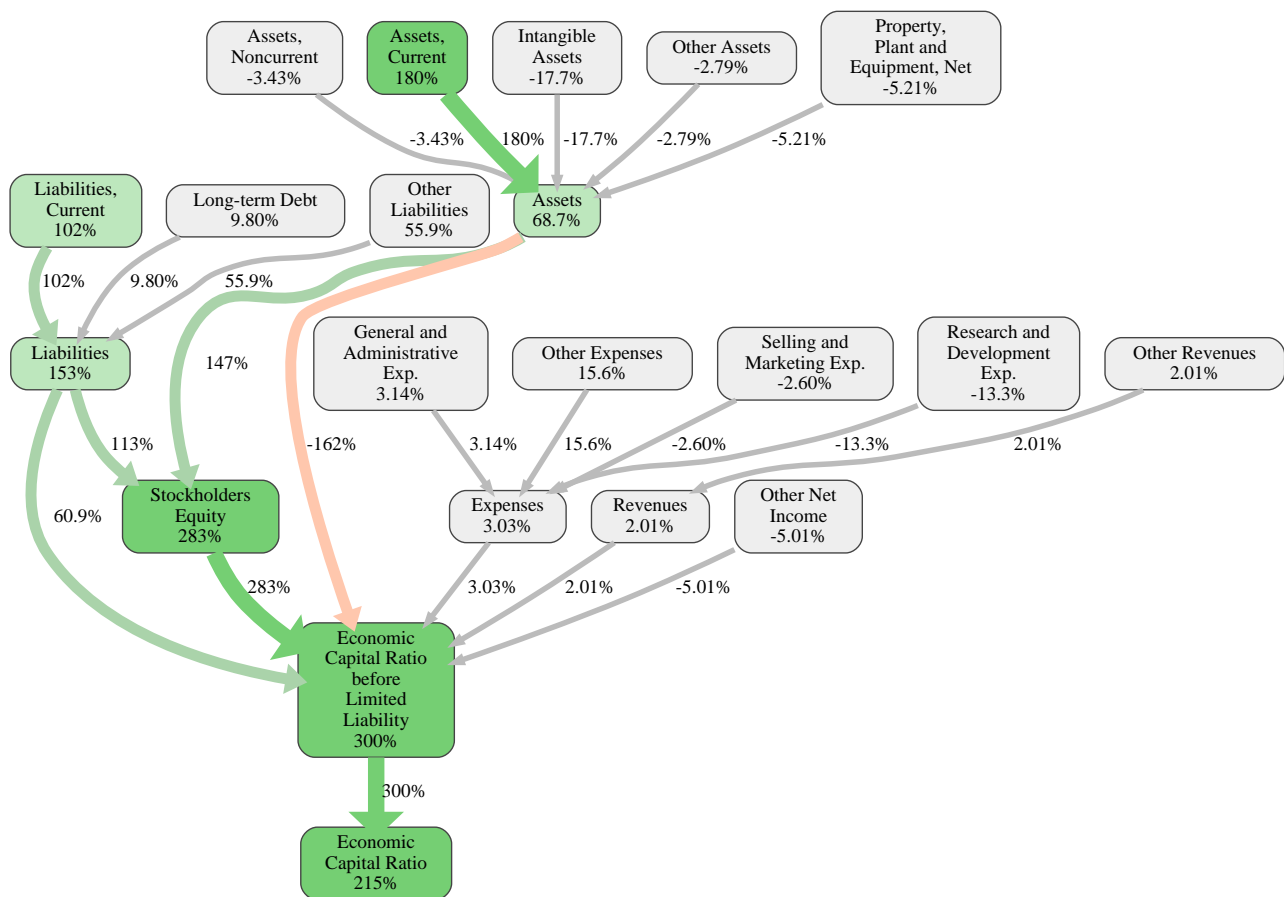 Assets,
Noncurrent
-3.43%
Assets,
Current
180%
Intangible
Assets
-17.7%
Other Assets
-2.79%
Property,
Plant and
Equipment, Net
-5.21%
-3.43%
180%
-17.7%
-2.79%
-5.21%
Liabilities,
Current
102%
Long-term Debt
9.80%
Other
Liabilities
55.9%
Assets
68.7%
102%
9.80%
55.9%
Liabilities
153%
147%
General and
Administrative
Exp.
3.14%
Other Expenses
15.6%
Selling and
Marketing Exp.
-2.60%
Research and
Development
Exp.
-13.3%
Other Revenues
2.01%
113%
-162%
3.14%
15.6%
-2.60%
-13.3%
2.01%
60.9%
Stockholders
Equity
283%
Expenses
3.03%
Revenues
2.01%
Other Net
Income
-5.01%
283%
3.03%
2.01%
-5.01%
Economic
Capital Ratio
before
Limited
Liability
300%
300%
Economic
Capital Ratio
215%